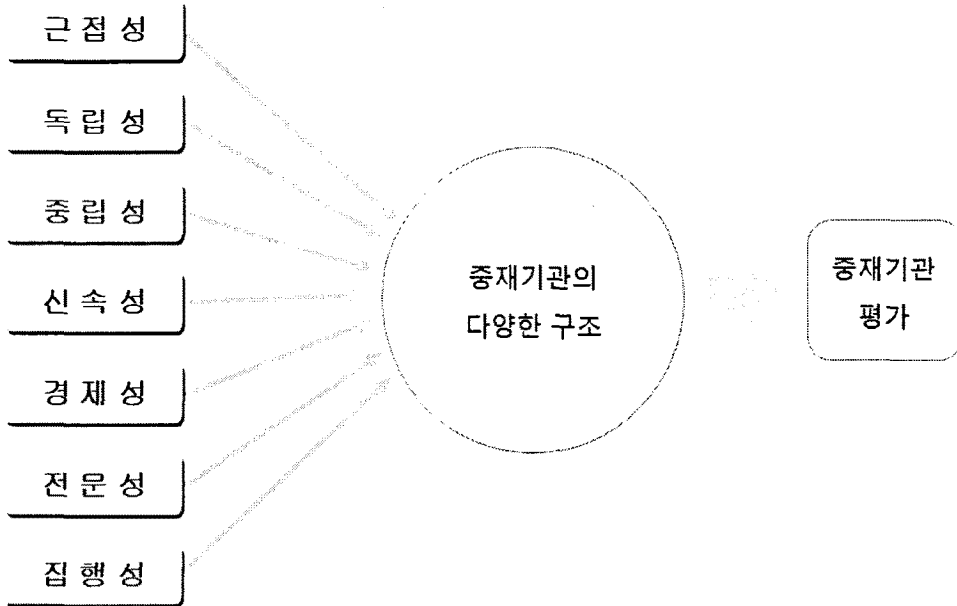 근 접 성
독 립 성
중 립 성
신 속 성
경 제 성
전 문 성
집 행 성
중재기관의
다양한 구조
중재기관
평가